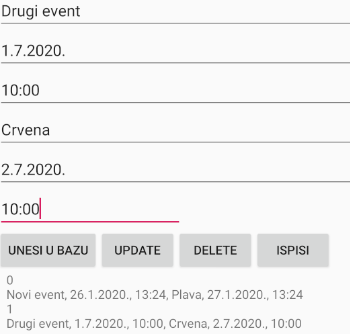 Drugi event
1.7.2020.
10:00
Crvena
2.7.2020.
10:00
UNESI U BAZU UPDATE DELETE ISPISI
0
Novi event, 26.1.2020., 13:24, Plava, 27.1.2020., 13:24
1
Drugi event, 1.7.2020., 10:00, Crvena, 2.7.2020., 10:00